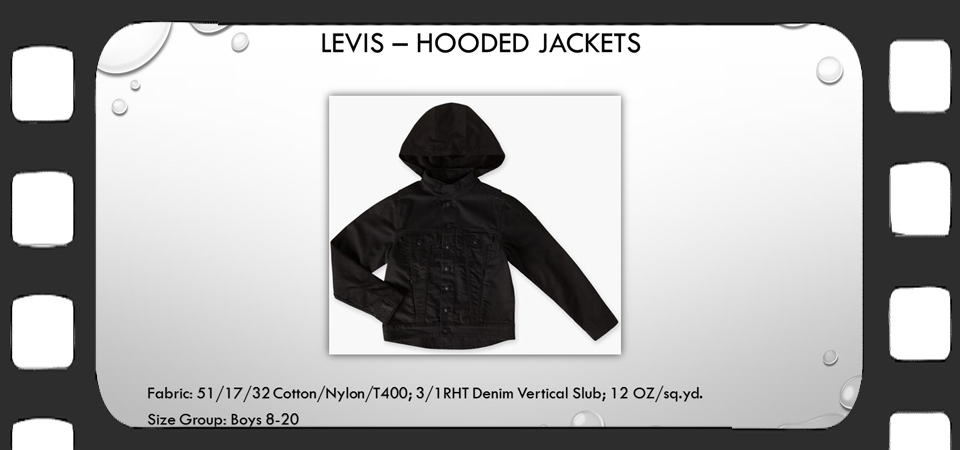 LEVIS – HOODED JACKETS
Fabric: 51/17/32 Cotton/Nylon/T400; 3/1RHT Denim Vertical Slub; 12 OZ/sq.yd.
Size Group: Boys 8-20